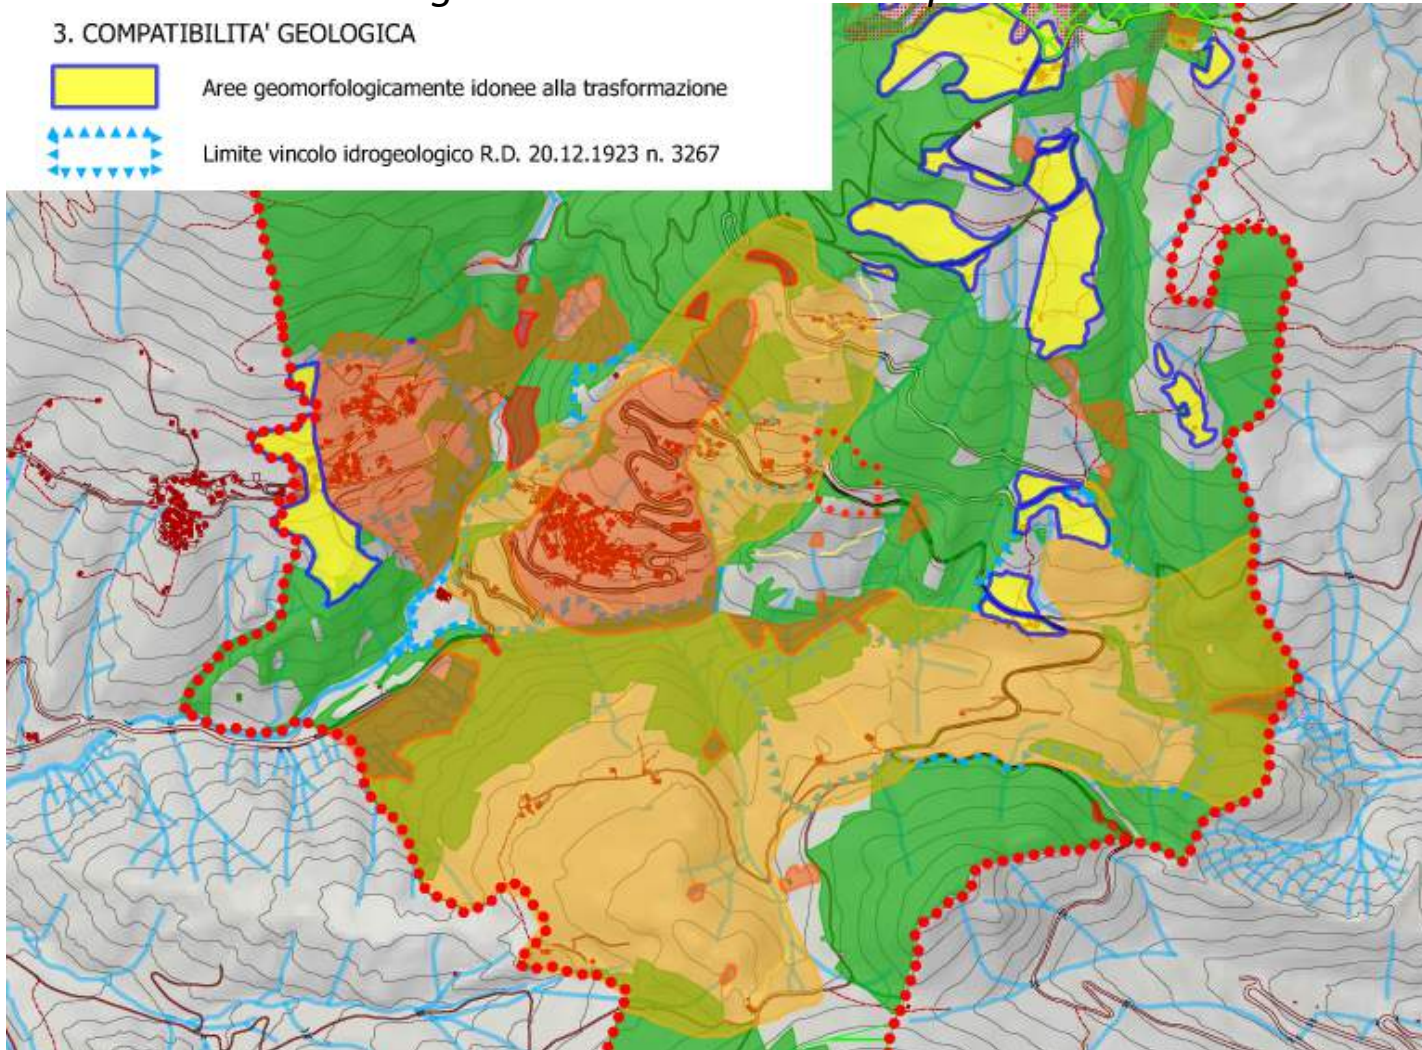 3. COMPATIBILITA' GEOLOGICA
Aree geomorfologicamente idonee alla trasformazione
Limite vincolo idrogeologico R.D. 20.12.1923 n. 3267